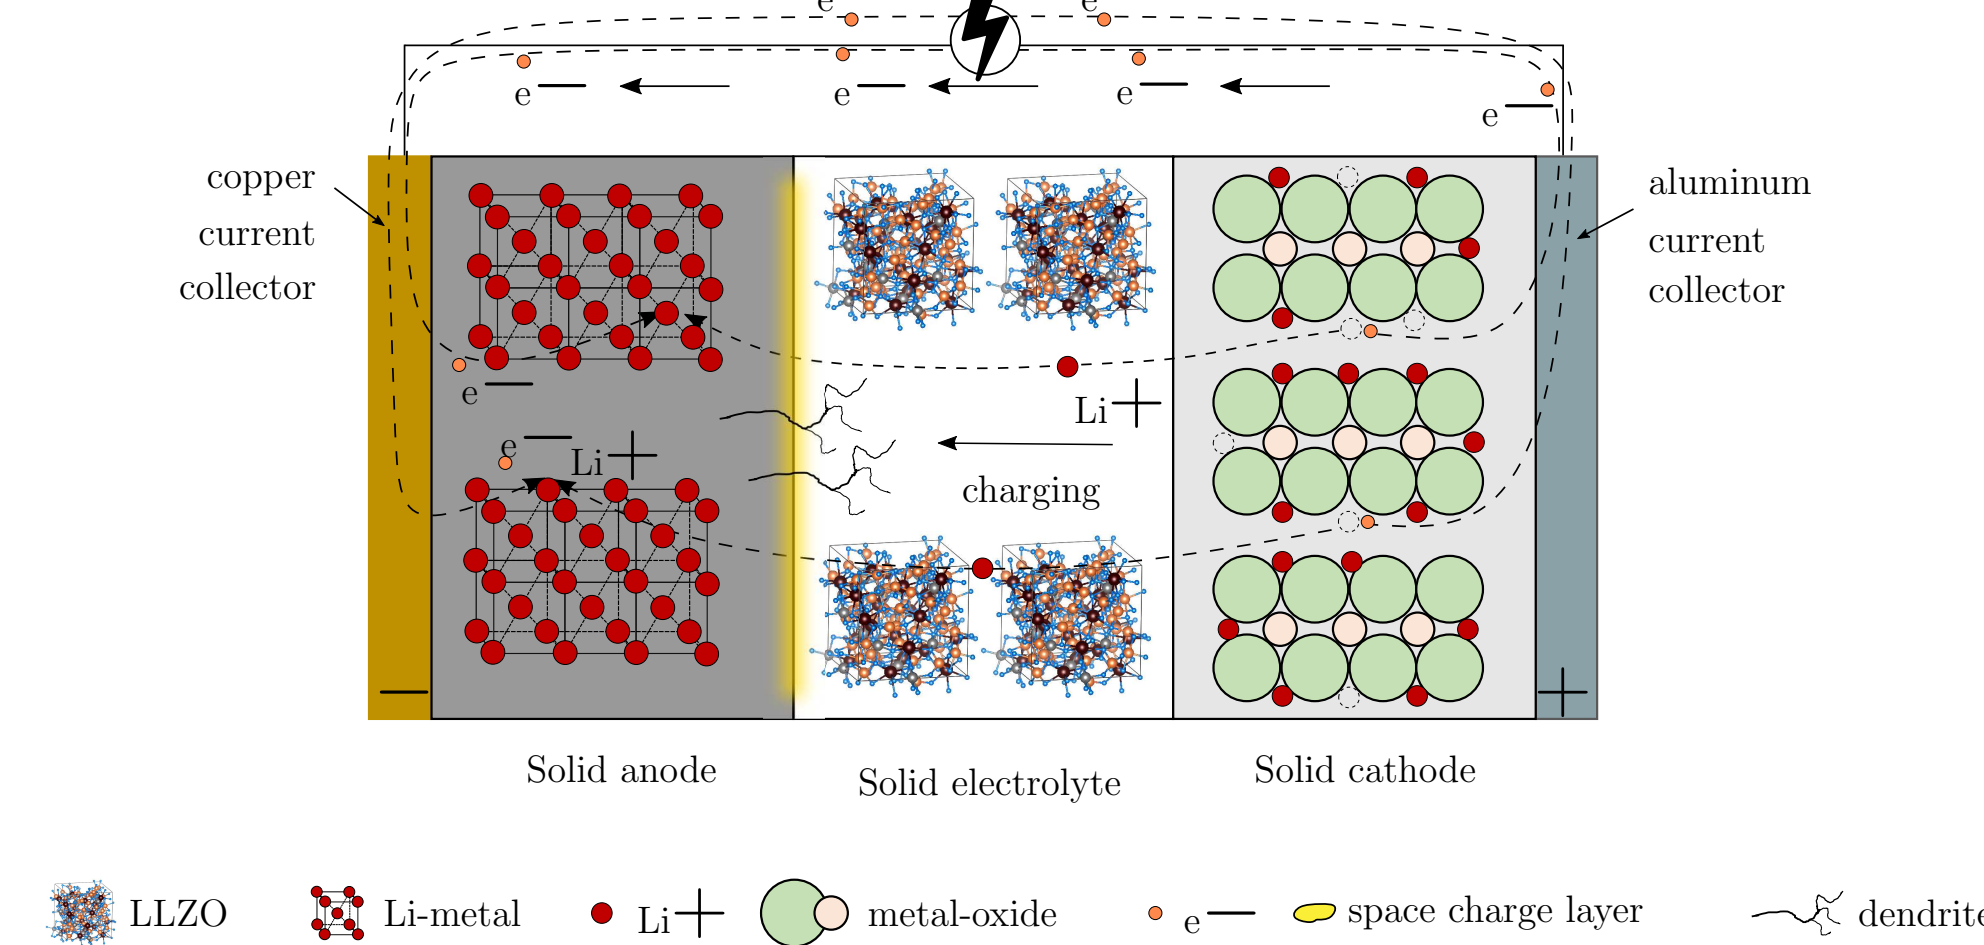 e e
e— e— e— e—
copper
current
collector
aluminum
current
collector
e—
e—
Li+
Li+
charging
— +
Solid anode Solid electrolyte Solid cathode
LLZO Li-metal Li+ metal-oxide e— space charge layer dendrite